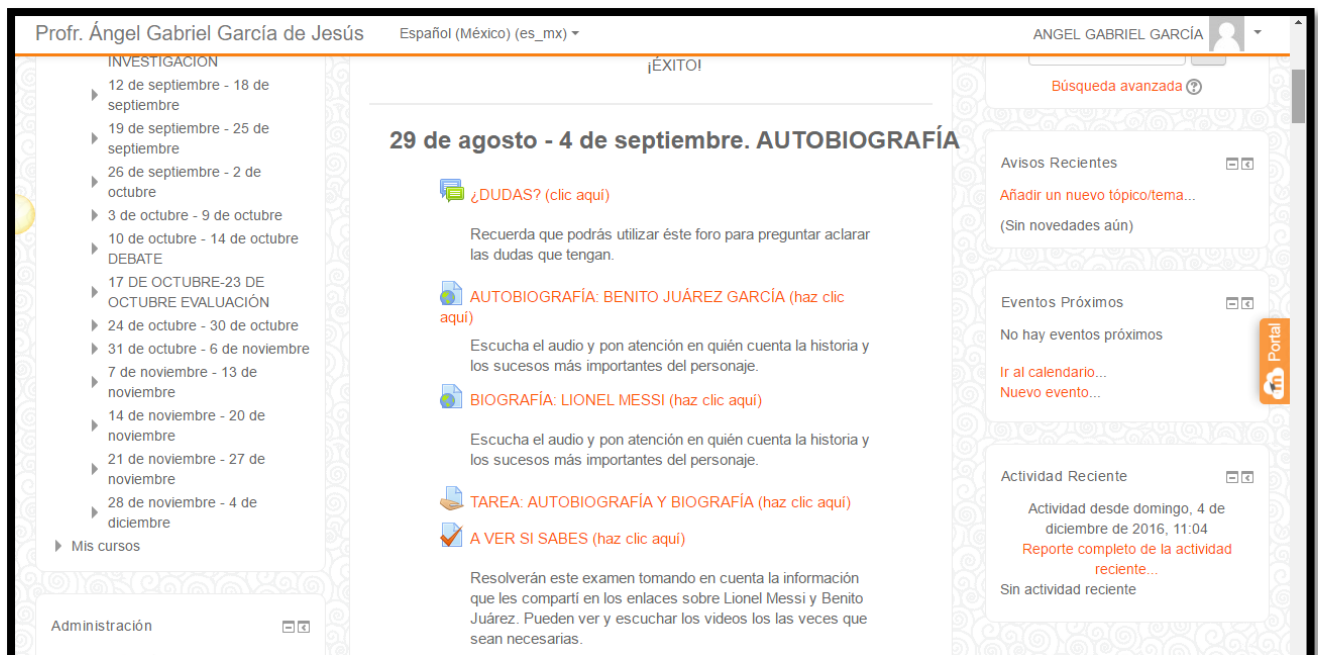 Profr. Ángel Gabriel García de Jesús
Español (México) (es_mx)
ANGEL GABRIEL GARCÍA
INVESTIGACIÓN
12 de septiembre - 18 de
septiembre
19 de septiembre - 25 de
septiembre
26 de septiembre - 2 de
octubre
3 de octubre - 9 de octubre
10 de octubre - 14 de octubre
DEBATE
17 DE OCTUBRE-23 DE
OCTUBRE EVALUACIÓN
24 de octubre - 30 de octubre
31 de octubre - 6 de noviembre
7 de noviembre - 13 de
noviembre
14 de noviembre - 20 de
noviembre
21 de noviembre - 27 de
noviembre
28 de noviembre - 4 de
diciembre
Mis cursos
Administración
¡ÉXITO!
29 de agosto - 4 de septiembre. AUTOBIOGRAFÍA
¿DUDAS? (clic aquí)
Recuerda que podrás utilizar éste foro para preguntar aclarar
las dudas que tengan.
AUTOBIOGRAFÍA: BENITO JUÁREZ GARCÍA (haz clic
aquí)
Escucha el audio y pon atención en quién cuenta la historia y
los sucesos más importantes del personaje.
BIOGRAFÍA: LIONEL MESSI (haz clic aquí)
Escucha el audio y pon atención en quién cuenta la historia y
los sucesos más importantes del personaje.
TAREA: AUTOBIOGRAFÍA Y BIOGRAFÍA (haz clic aquí)
A VER SI SABES (haz clic aquí)
Resolverán este examen tomando en cuenta la información
que les compartí en los enlaces sobre Lionel Messi y Benito
Juárez. Pueden ver y escuchar los videos los las veces que
sean necesarias.
Búsqueda avanzada
Avisos Recientes
Añadir un nuevo tópico/tema...
(Sin novedades aún)
Eventos Próximos
No hay eventos próximos
Ir al calendario...
Nuevo evento...
Actividad Reciente
Actividad desde domingo, 4 de
diciembre de 2016, 11:04
Reporte completo de la actividad
reciente...
Sin actividad reciente
m Portal